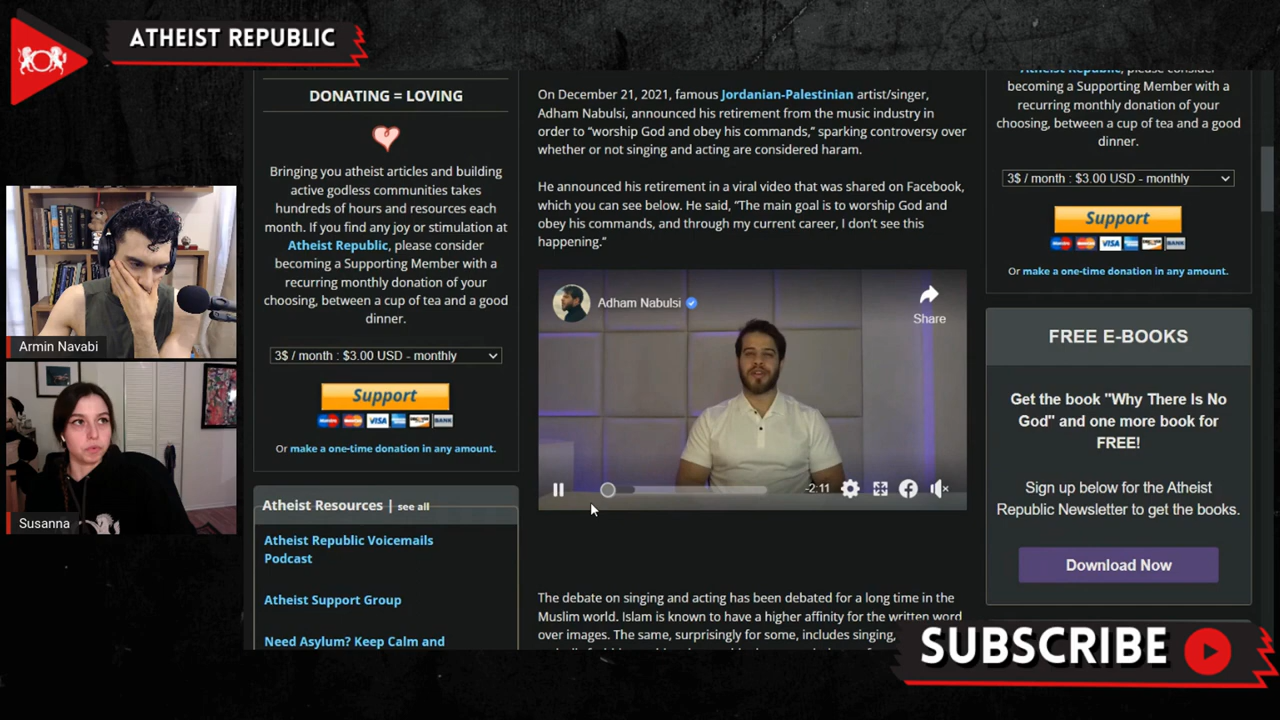 ATHEIST REPUBLIC
DONATING = LOVING
Bringing you atheist articles and building
active godless communities takes
hundreds of hours and resources each
month. If you find any joy or stimulation at
Atheist Republic, please consider
becoming a Supporting Member with a
recurring monthly donation of your
choosing, between a cup of tea and a good
dinner.
3$ / month : $3.00 USD - monthly
Support
VISA
BANK
Or make a one-time donation in any amount.
Atheist Resources | see all
Atheist Republic Voicemails
Podcast
Atheist Support Group
Need Asylum? Keep Calm and
On December 21, 2021, famous Jordanian-Palestinian artist/singer,
Adham Nabulsi, announced his retirement from the music industry in
order to “worship God and obey his commands,” sparking controversy over
whether or not singing and acting are considered haram.
He announced his retirement in a viral video that was shared on Facebook,
which you can see below. He said, “The main goal is to worship God and
obey his commands, and through my current career, I don’t see this
happening.”
Adham Nabulsi
Share
-2:11
The debate on singing and acting has been debated for a long time in the
Muslim world. Islam is known to have a higher affinity for the written word
over images. The same, surprisingly for some, includes singing,
Atheist Republic, please consider
becoming a Supporting Member with a
recurring monthly donation of your
choosing, between a cup of tea and a good
dinner.
3$ / month : $3.00 USD - monthly
Support
VISA
BANK
Or make a one-time donation in any amount.
FREE E-BOOKS
Get the book "Why There Is No
God" and one more book for
FREE!
Sign up below for the Atheist
Republic Newsletter to get the books.
Download Now
Armin Navabi
Susanna
SUBSCRIBE